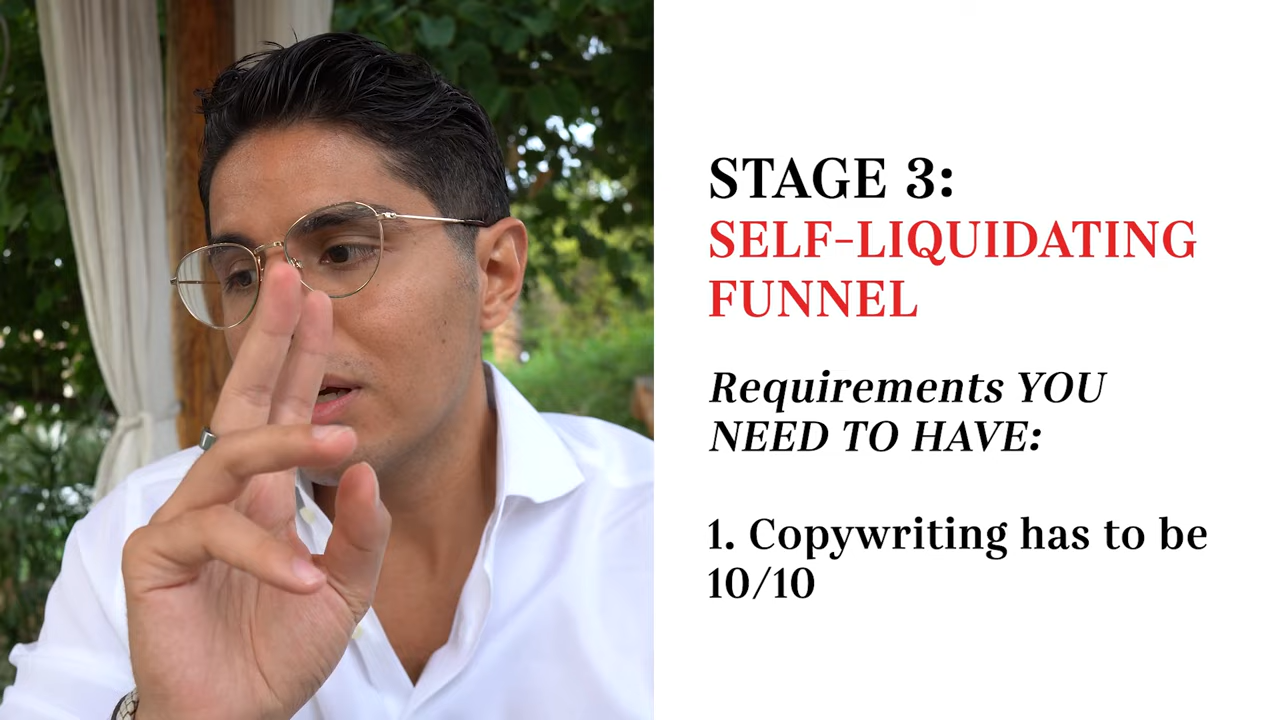 STAGE 3:
SELF-LIQUIDATING
FUNNEL
Requirements YOU
NEED TO HAVE:
1. Copywriting has to be
10/10